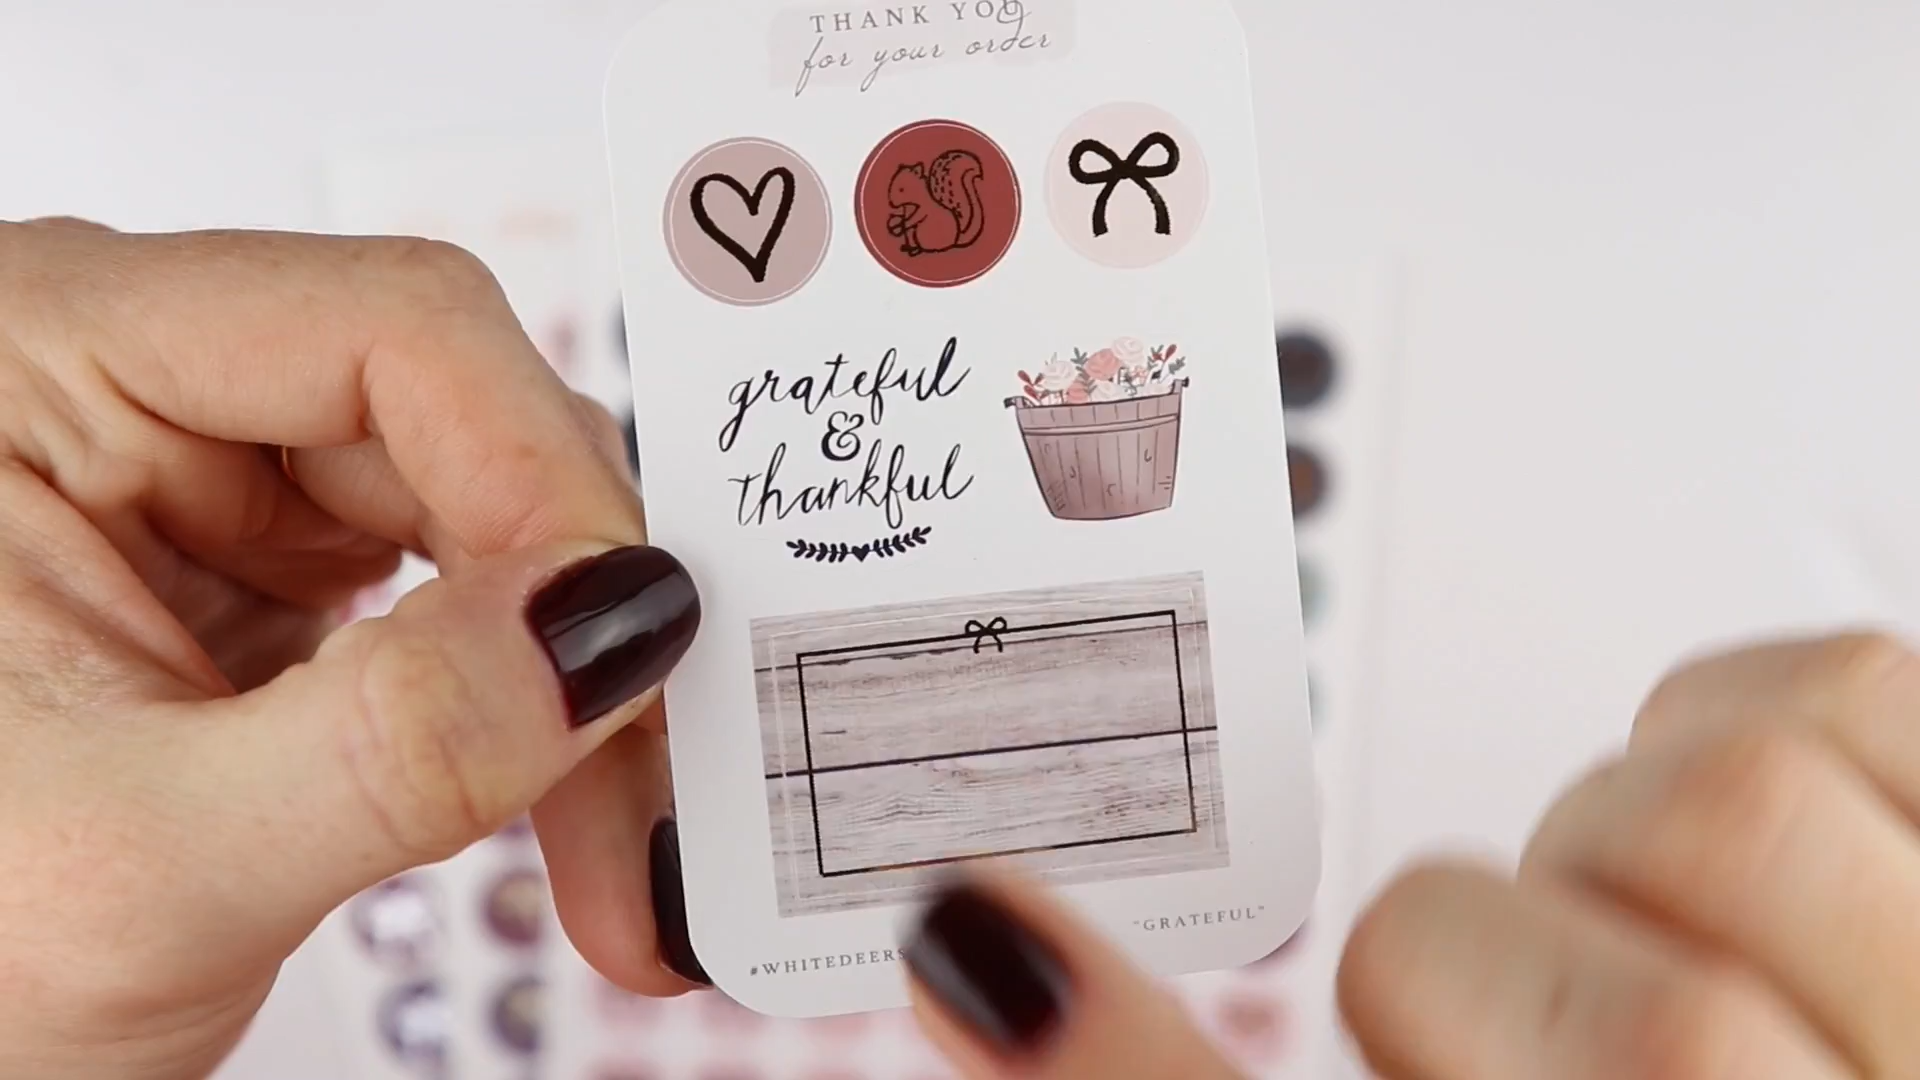 THANK YOU
for your order
grateful
&
thankful
"GRATEFUL"
#WHITEDEERS